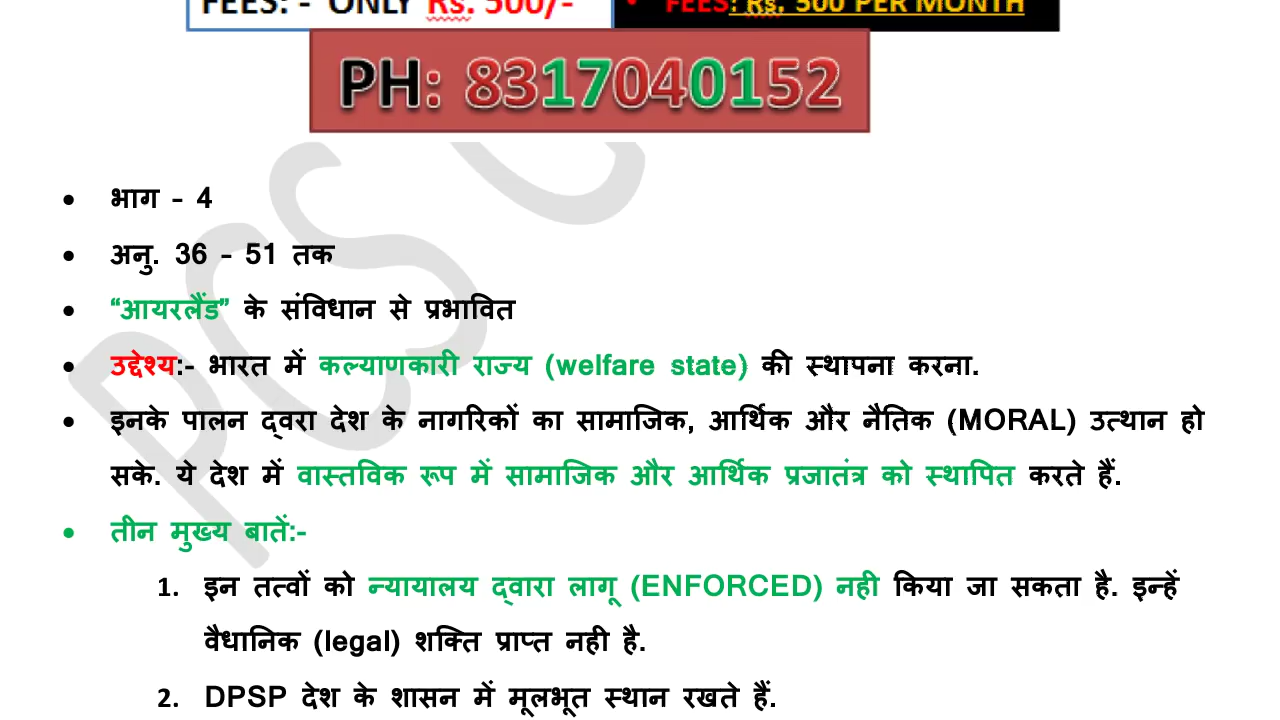 FEES: - ONLY Rs. 500/-
• FEES: Rs. 500 PER MONTH
PH: 8317040152
• भाग – 4
• अनु. 36 – 51 तक
• “आयरलैंड” के संविधान से प्रभावित
• उद्देश्य:- भारत में कल्याणकारी राज्य (welfare state) की स्थापना करना.
• इनके पालन द्वरा देश के नागरिकों का सामाजिक, आर्थिक और नैतिक (MORAL) उत्थान हो
सके. ये देश में वास्तविक रूप में सामाजिक और आर्थिक प्रजातंत्र को स्थापित करते हैं.
• तीन मुख्य बातें:-
1. इन तत्वों को न्यायालय द्वारा लागू (ENFORCED) नही किया जा सकता है. इन्हें
वैधानिक (legal) शक्ति प्राप्त नही है.
2. DPSP देश के शासन में मूलभूत स्थान रखते हैं.
PCS